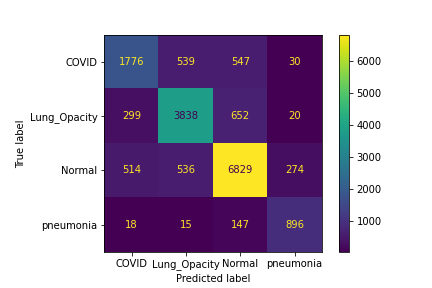 COVID 1776 539 547 30
Lung_Opacity 299 3838 652 20
Normal 514 536 6829 274
pneumonia 18 15 147 896
COVID Lung_Opacity Normal pneumonia
Predicted label
True label
6000
5000
4000
3000
2000
1000